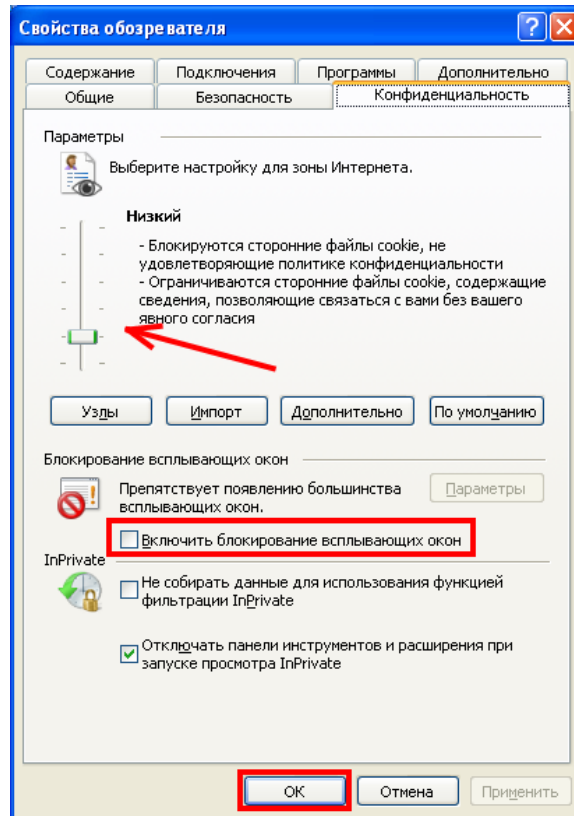 Свойства обозревателя
Содержание Подключения Программы Дополнительно
Общие Безопасность Конфиденциальность
Параметры
Выберите настройку для зоны Интернета.
Низкий
- Блокируются сторонние файлы cookie, не
удовлетворяющие политике конфиденциальности
- Ограничиваются сторонние файлы cookie, содержащие
сведения, позволяющие связаться с вами без вашего
явного согласия
Узлы Импорт Дополнительно По умолчанию
Блокирование всплывающих окон
Препятствует появлению большинства
всплывающих окон.
Параметры
Включить блокирование всплывающих окон
InPrivate
Не собирать данные для использования функцией
фильтрации InPrivate
Отключать панели инструментов и расширения при
запуске просмотра InPrivate
ОК Отмена Применить